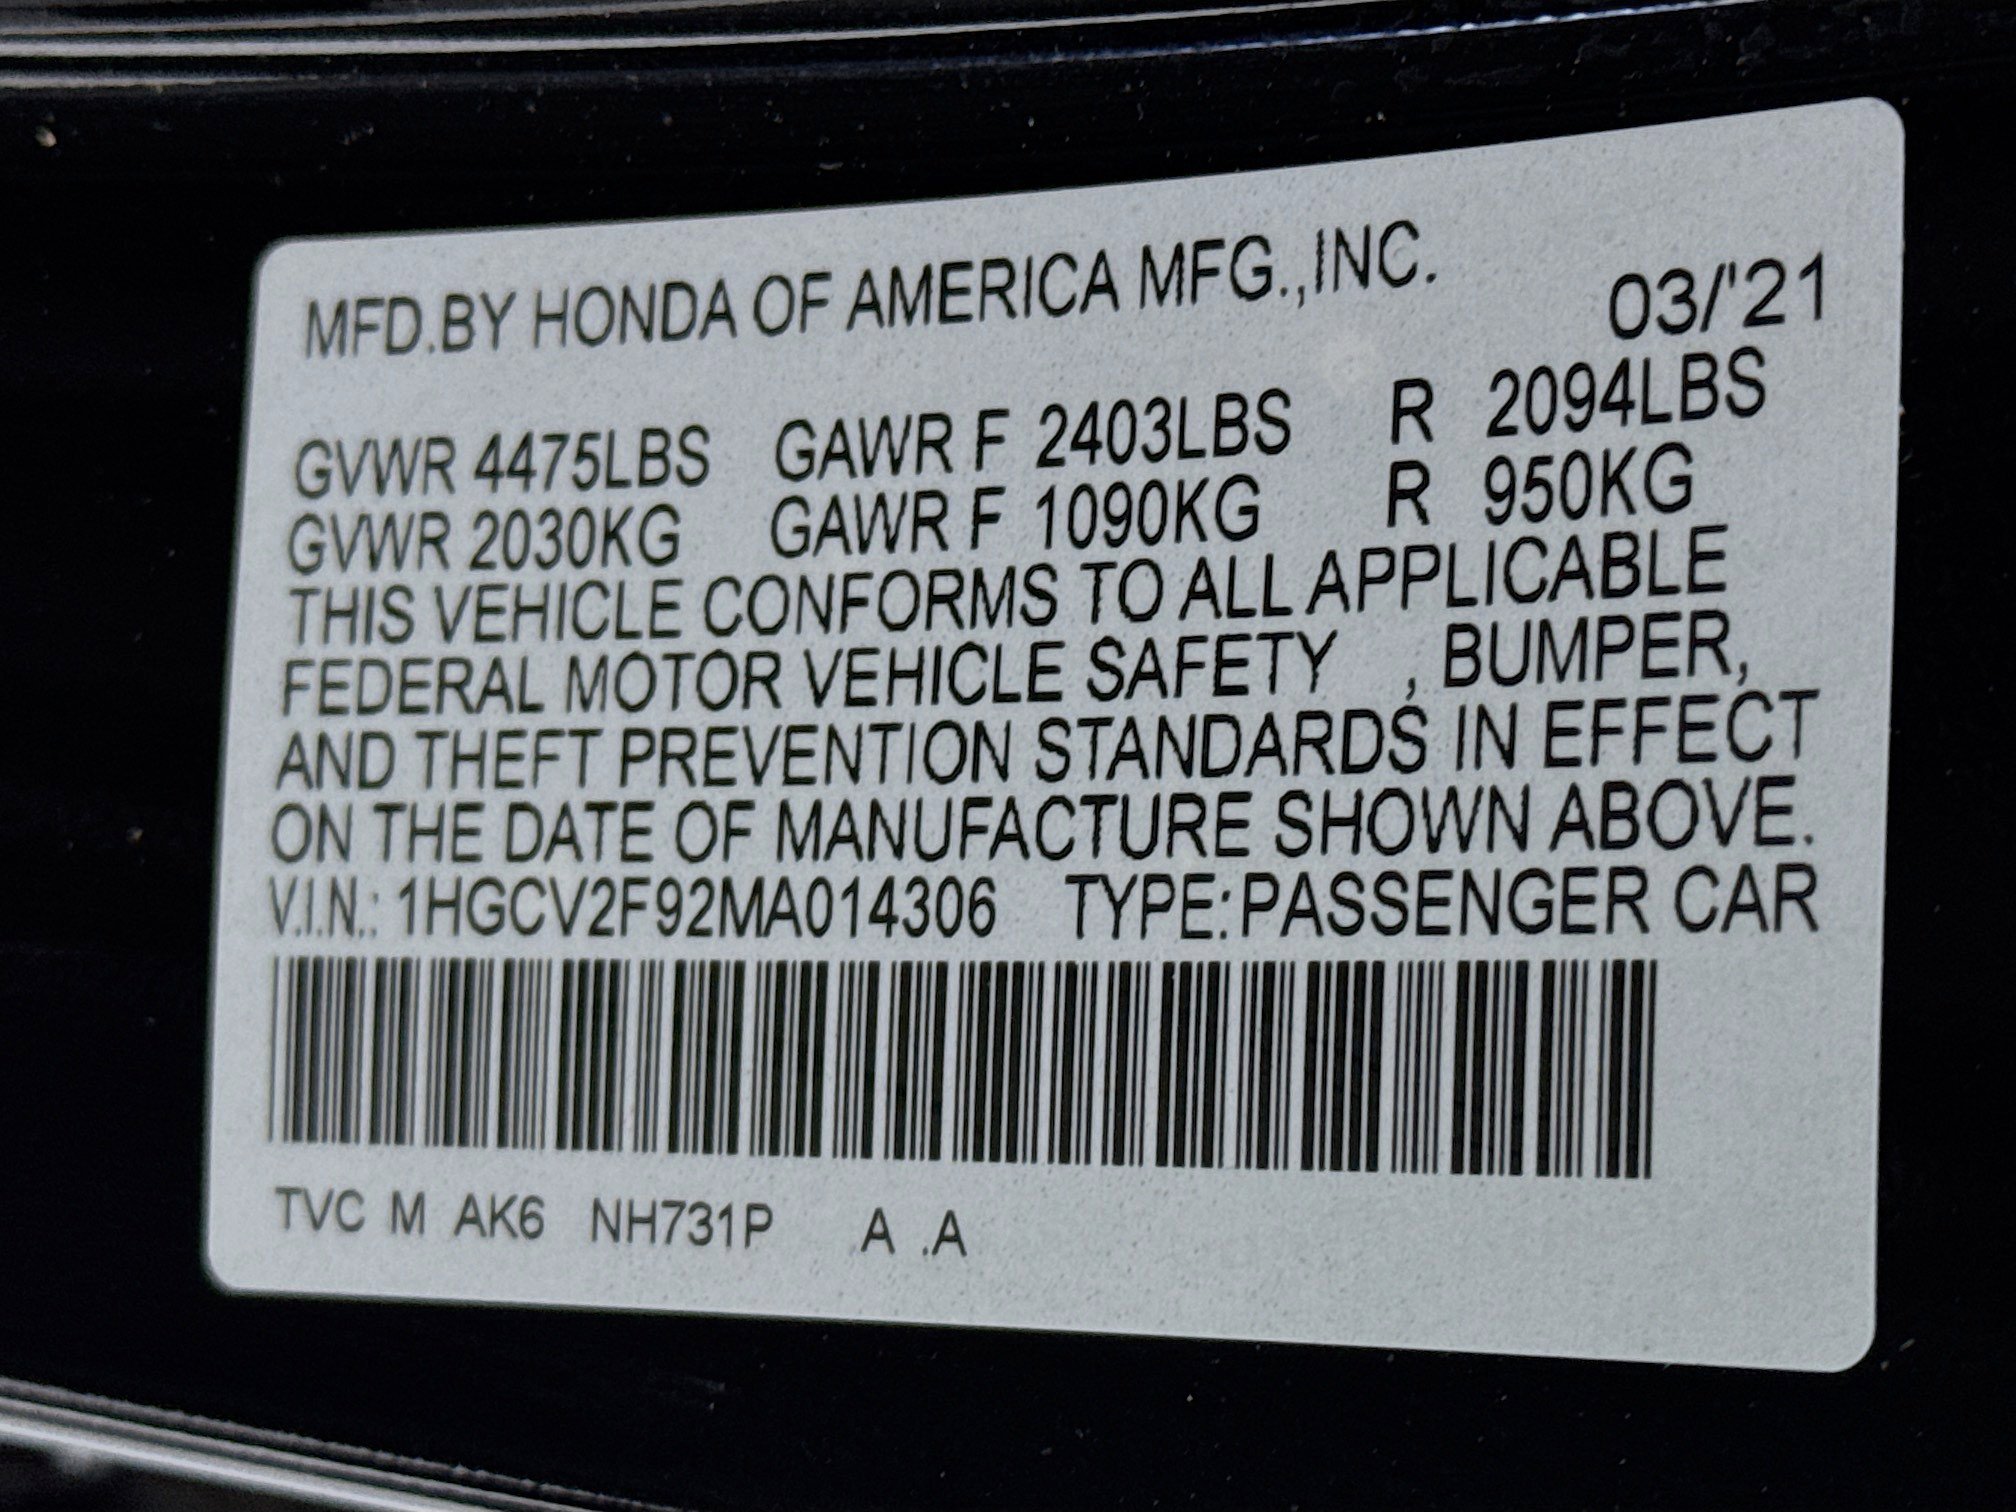 MFD.BY HONDA OF AMERICA MFG.,INC.
03/'21
GVWR 4475LBS GAWR F 2403LBS R 2094LBS
GVWR 2030KG GAWR F 1090KG R 950KG
THIS VEHICLE CONFORMS TO ALL APPLICABLE
FEDERAL MOTOR VEHICLE SAFETY , BUMPER,
AND THEFT PREVENTION STANDARDS IN EFFECT
ON THE DATE OF MANUFACTURE SHOWN ABOVE.
V.I.N.: 1HGCV2F92MA014306 TYPE:PASSENGER CAR
TVC M AK6 NH731P A .A